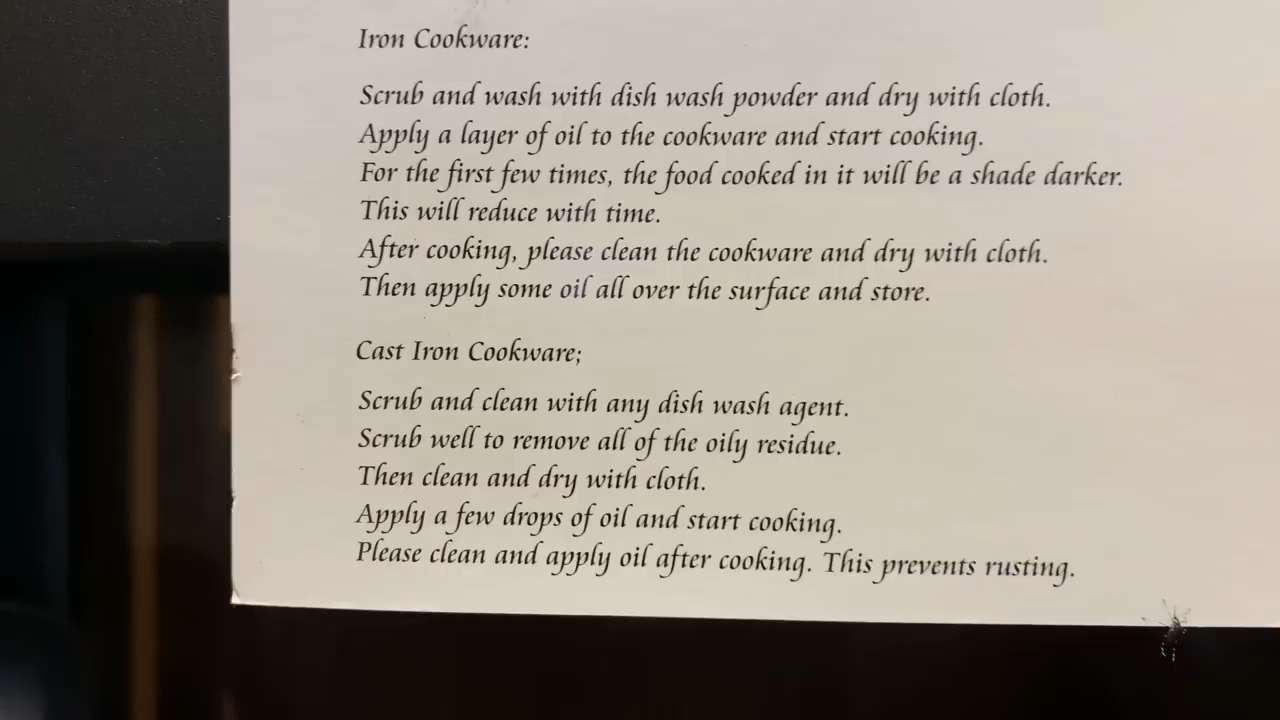 Iron Cookware:
Scrub and wash with dish wash powder and dry with cloth.
Apply a layer of oil to the cookware and start cooking.
For the first few times, the food cooked in it will be a shade darker.
This will reduce with time.
After cooking, please clean the cookware and dry with cloth.
Then apply some oil all over the surface and store.
Cast Iron Cookware;
Scrub and clean with any dish wash agent.
Scrub well to remove all of the oily residue.
Then clean and dry with cloth.
Apply a few drops of oil and start cooking.
Please clean and apply oil after cooking. This prevents rusting.